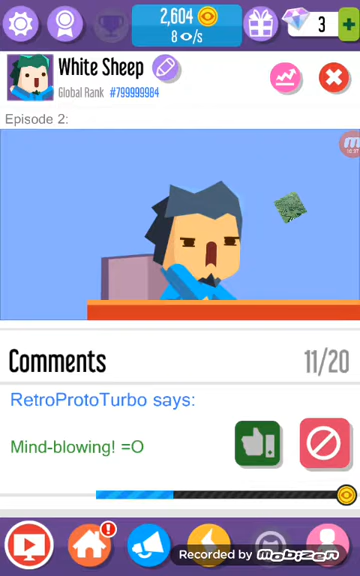 2,604
8 /s
3
White Sheep
Global Rank #799999984
Episode 2:
Comments 11/20
RetroProtoTurbo says:
Mind-blowing! =O
Recorded by mobizen